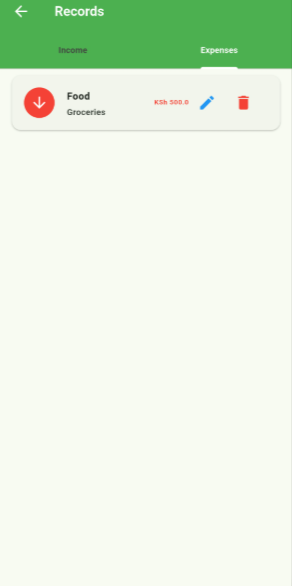 Records
Income
Expenses
Food
KSh 500.0
Groceries